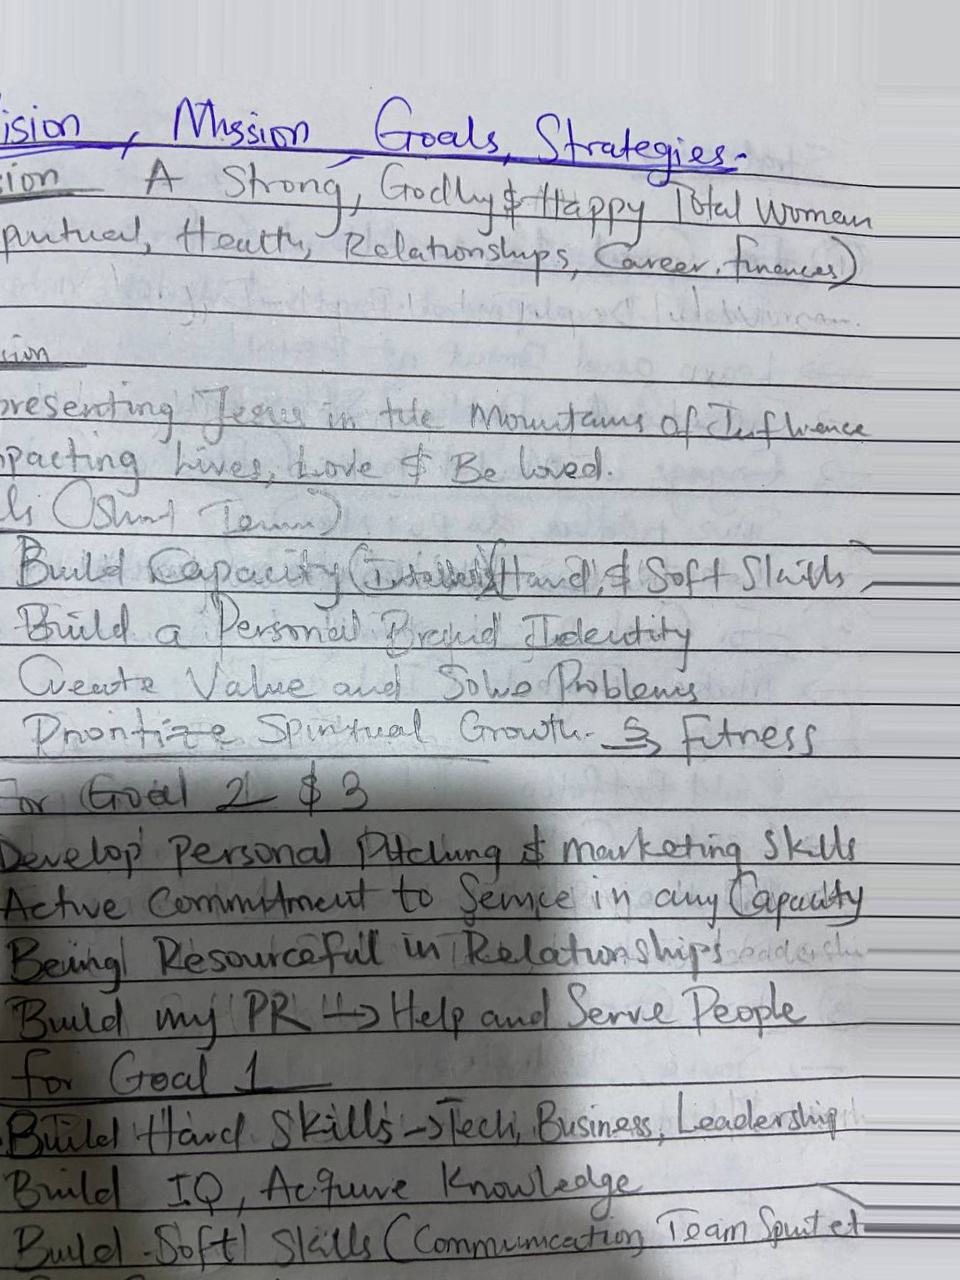 ision, Mission Goals, Strategies.
sion A Strong, Godly & Happy Total Woman
piritual, Health, Relationships, Career, finances)
sion
presenting Jesus in the Mountains of Influence
pacting Lives, Love & Be loved.
ls (Short Term)
Build Capacity (Hard, & Soft Skills
Build a Personal Brand Identity
Create Value and Solve Problems
Prioritize Spiritual Growth. & Fitness
For Goal 2 & 3
Develop personal Pitching & marketing Skills
Active Commitment to Service in any Capacity
Being Resourceful in Relationships
Build my PR → Help and Serve People
for Goal 1
Build Hard Skills → Tech, Business, Leadership
Build IQ, Acquire Knowledge
Build Soft Skills (Communication, Team Spirit et